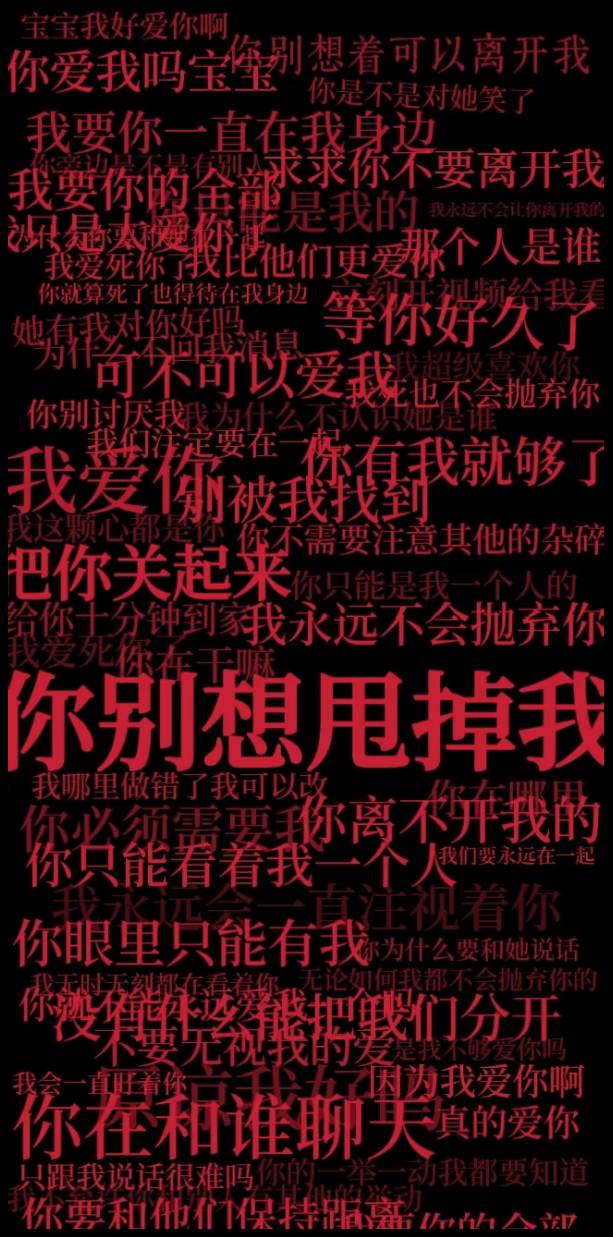 宝宝我好爱你啊
你别想着可以离开我
你爱我吗宝宝
你是不是对她笑了
我要你一直在我身边
你旁边是不是有别人
求求你不要离开我
我要你的全部
能是我的
我永远不会让你离开我的
那个人是谁
我爱死你了
我比他们更爱你
你就算死了也得待在我身边
立刻开视频给我看
等你好久了
她有我对你好吗
为什么不回我消息
可不可以爱我
我超级喜欢你
我死也不会抛弃你
你别讨厌我
我为什么不认识她是谁
我们注定要在一起
我爱你
你有我就够了
别被我找到
我这颗心都是你
你不需要注意其他的杂碎
把你关起来
你只能是我一个人的
给你十分钟到家
我永远不会抛弃你
我爱死你
你在干嘛
你别想甩掉我
我哪里做错了我可以改
你在哪里
你必须需要我
你离不开我的
你只能看着我一个人
我们要永远在一起
我永远会一直注视着你
你眼里只能有我
你为什么要和她说话
我无时无刻都在看着你
无论如何我都不会抛弃你的
没有什么能把我们分开
不要无视我的爱
是我不够爱你吗
我会一直盯着你
因为我爱你啊
你在和谁聊天
真的爱你
只跟我说话很难吗
你的一举一动我都要知道
你要和他们保持距离
我要你的全部